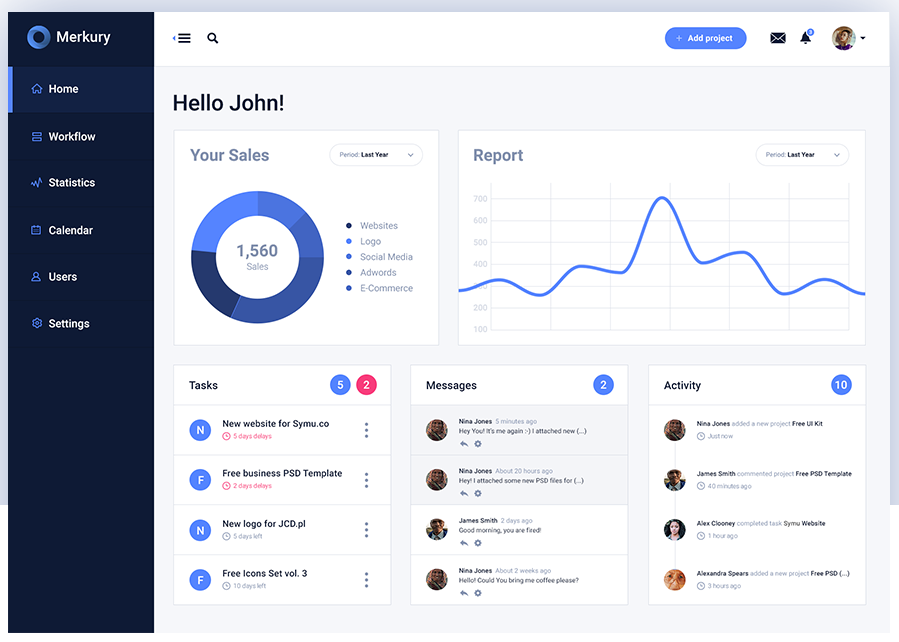 Merkury
Add project
3
Home
Workflow
Statistics
Calendar
Users
Settings
Hello John!
Your Sales
Period: Last Year
1,560
Sales
Websites
Logo
Social Media
Adwords
E-Commerce
Report
Period: Last Year
700
600
500
400
300
200
100
Tasks
5
2
N
New website for Symu.co
5 days delays
F
Free business PSD Template
2 days delays
N
New logo for JCD.pl
5 days left
F
Free Icons Set vol. 3
10 days left
Messages
2
Nina Jones 5 minutes ago
Hey You! It's me again :-) I attached new (...)
Nina Jones About 20 hours ago
Hey! I attached some new PSD files for (...)
James Smith 2 days ago
Good morning, you are fired!
Nina Jones About 2 weeks ago
Hello! Could You bring me coffee please?
Activity
10
Nina Jones added a new project Free UI Kit
Just now
James Smith commented project Free PSD Template
40 minutes ago
Alex Clooney completed task Symu Website
1 hour ago
Alexandra Spears added a new project Free PSD (...)
3 hours ago